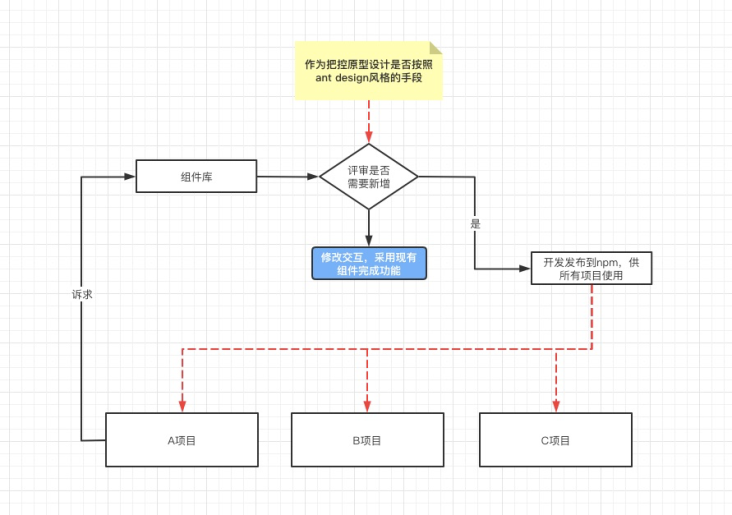 作为把控原型设计是否按照
ant design风格的手段
组件库
评审是否
需要新增
是
修改交互，采用现有
组件完成功能
开发发布到npm，供
所有项目使用
诉求
A项目
B项目
C项目